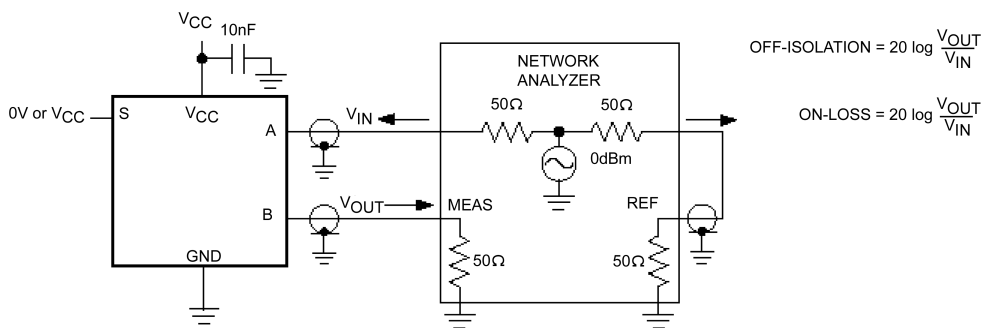 VCC
10nF
0V or VCC
S
VCC
A
B
GND
VIN
VOUT
NETWORK
ANALYZER
50Ω
50Ω
0dBm
MEAS
REF
50Ω
50Ω
OFF-ISOLATION = 20 log VOUT
VIN
ON-LOSS = 20 log VOUT
VIN